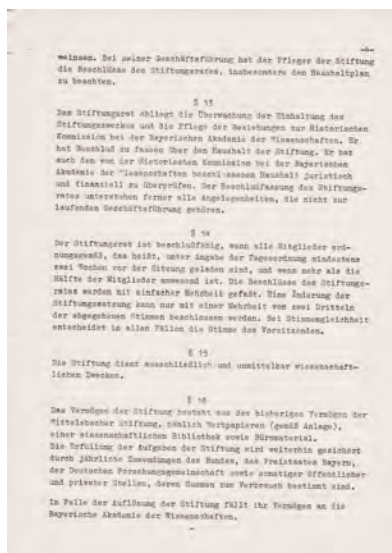 -4-
weisen. Bei seiner Geschäftsführung hat der Pfleger der Stiftung
die Beschlüsse des Stiftungsrates, insbesondere den Haushaltplan
zu beachten.
§ 13
Dem Stiftungsrat obliegt die Überwachung der Einhaltung des
Stiftungszweckes und die Pflege der Beziehungen zur Historischen
Kommission bei der Bayerischen Akademie der Wissenschaften. Er
hat Beschluß zu fassen über den Haushalt der Stiftung. Er hat
auch den von der Historischen Kommission bei der Bayerischen
Akademie der Wissenschaften beschlossenen Haushalt juristisch
und finanziell zu überprüfen. Der Beschlußfassung des Stiftungs-
rates unterstehen ferner alle Angelegenheiten, die nicht zur
laufenden Geschäftsführung gehören.
§ 14
Der Stiftungsrat ist beschlußfähig, wenn alle Mitglieder ord-
nungsgemäß, das heißt, unter Angabe der Tagesordnung mindestens
zwei Wochen vor der Sitzung geladen sind, und wenn mehr als die
Hälfte der Mitglieder anwesend ist. Die Beschlüsse des Stiftungs-
rates werden mit einfacher Mehrheit gefaßt. Eine Änderung der
Stiftungssatzung kann nur mit einer Mehrheit von zwei Dritteln
der abgegebenen Stimmen beschlossen werden. Bei Stimmengleichheit
entscheidet in allen Fällen die Stimme des Vorsitzenden.
§ 15
Die Stiftung dient ausschließlich und unmittelbar wissenschaft-
lichen Zwecken.
§ 16
Das Vermögen der Stiftung besteht aus dem bisherigen Vermögen der
Wittelsbacher Stiftung, nämlich Wertpapieren (gemäß Anlage),
einer wissenschaftlichen Bibliothek sowie Büromaterial.
Die Erfüllung der Aufgaben der Stiftung wird weiterhin gesichert
durch jährliche Zuwendungen des Bundes, des Freistaates Bayern,
der Deutschen Forschungsgemeinschaft sowie sonstiger öffentlicher
und privater Stellen, deren Summen zum Verbrauch bestimmt sind.
Im Falle der Auflösung der Stiftung fällt ihr Vermögen an die
Bayerische Akademie der Wissenschaften.